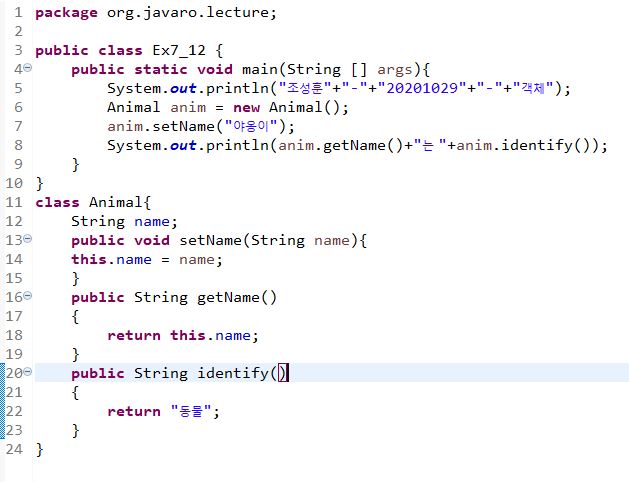 1 package org.javaro.lecture;
2
3 public class Ex7_12 {
4 public static void main(String [] args){
5 System.out.println("조성훈"+"-"+"20201029"+"-"+"객체");
6 Animal anim = new Animal();
7 anim.setName("야옹이");
8 System.out.println(anim.getName()+"는 "+anim.identify());
9 }
10 }
11 class Animal{
12 String name;
13 public void setName(String name){
14 this.name = name;
15 }
16 public String getName()
17 {
18 return this.name;
19 }
20 public String identify()
21 {
22 return "동물";
23 }
24 }